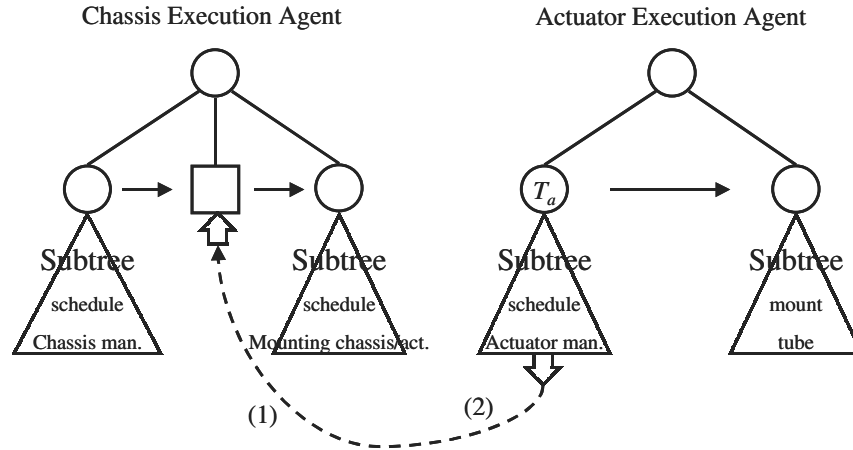 Chassis Execution Agent
Actuator Execution Agent
Tₐ
Subtree
schedule
Chassis man.
Subtree
schedule
Mounting chassis/act.
Subtree
schedule
Actuator man.
Subtree
mount
tube
(1)
(2)